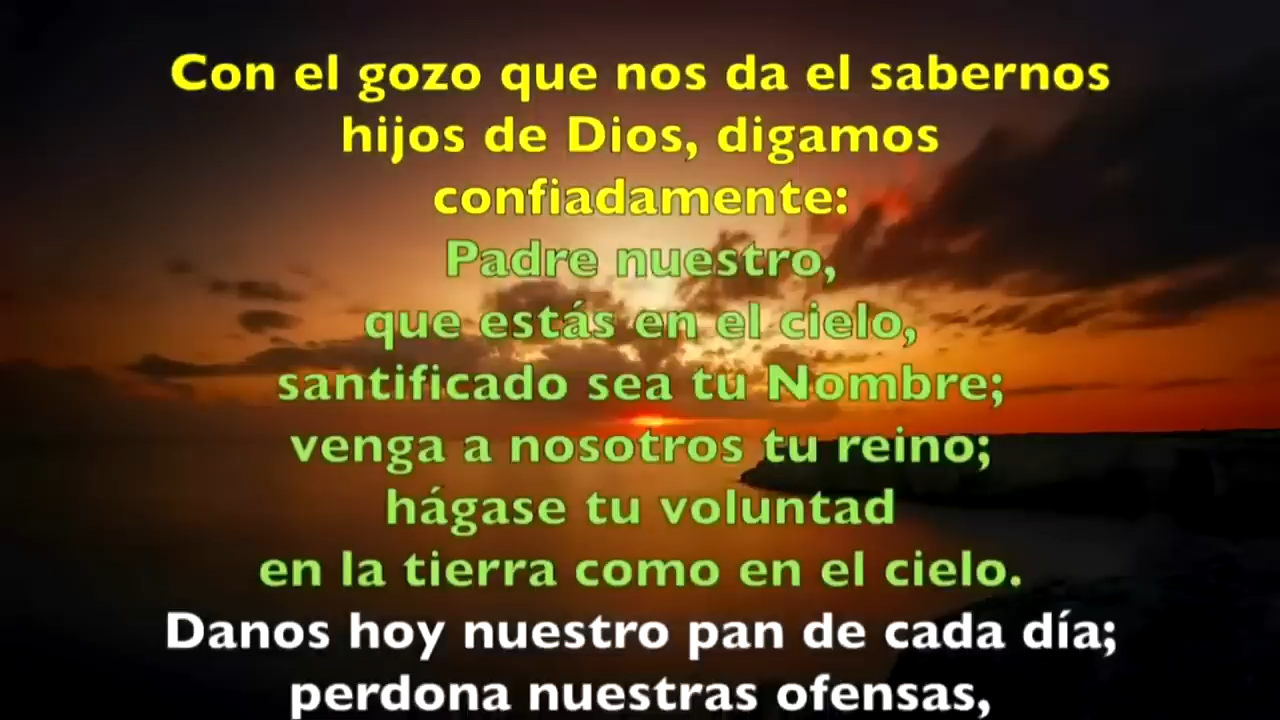 Con el gozo que nos da el sabernos
hijos de Dios, digamos
confiadamente:
Padre nuestro,
que estás en el cielo,
santificado sea tu Nombre;
venga a nosotros tu reino;
hágase tu voluntad
en la tierra como en el cielo.
Danos hoy nuestro pan de cada día;
perdona nuestras ofensas,